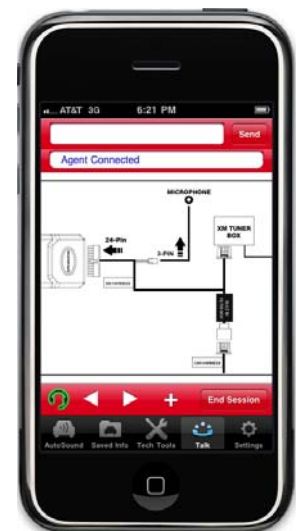 AT&T 3G 6:21 PM
Send
Agent Connected
MICROPHONE
24-Pin
3-Pin
XM TUNER
BOX
End Session
AutoSound Saved Info Tech Tools Talk Settings